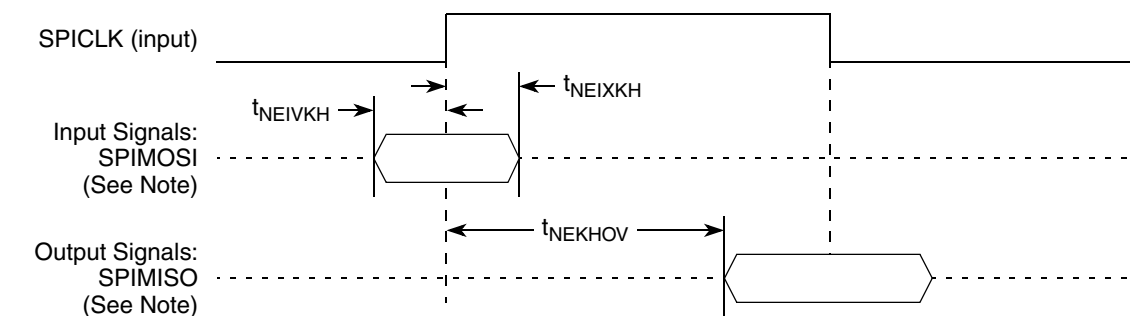 SPICLK (input)
tNEIXKH
tNEIVKH
Input Signals:
SPIMOSI
(See Note)
tNEKHOV
Output Signals:
SPIMISO
(See Note)